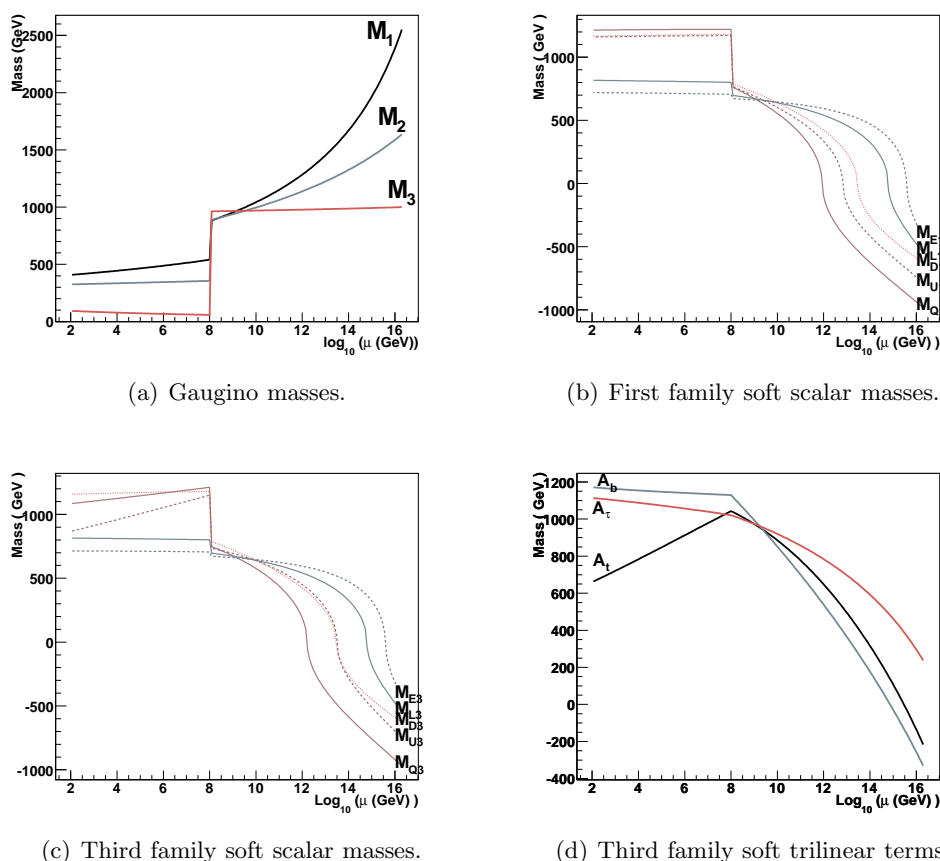 Mass (GeV)
2500
2000
1500
1000
500
0
M1
M2
M3
2 4 6 8 10 12 14 16
log10 (μ (GeV))
(a) Gaugino masses.
Mass ( GeV )
1000
500
0
-500
-1000
ME
ML
MD
MU
MQ
2 4 6 8 10 12 14 16
Log10 (μ (GeV) )
(b) First family soft scalar masses.
Mass ( GeV )
1000
500
0
-500
-1000
ME3
ML3
MD3
MU3
MQ3
2 4 6 8 10 12 14 16
Log10 (μ (GeV) )
(c) Third family soft scalar masses.
Mass ( GeV )
1200
1000
800
600
400
200
0
-200
-400
Ab
Aτ
At
2 4 6 8 10 12 14 16
Log10 (μ (GeV) )
(d) Third family soft trilinear terms